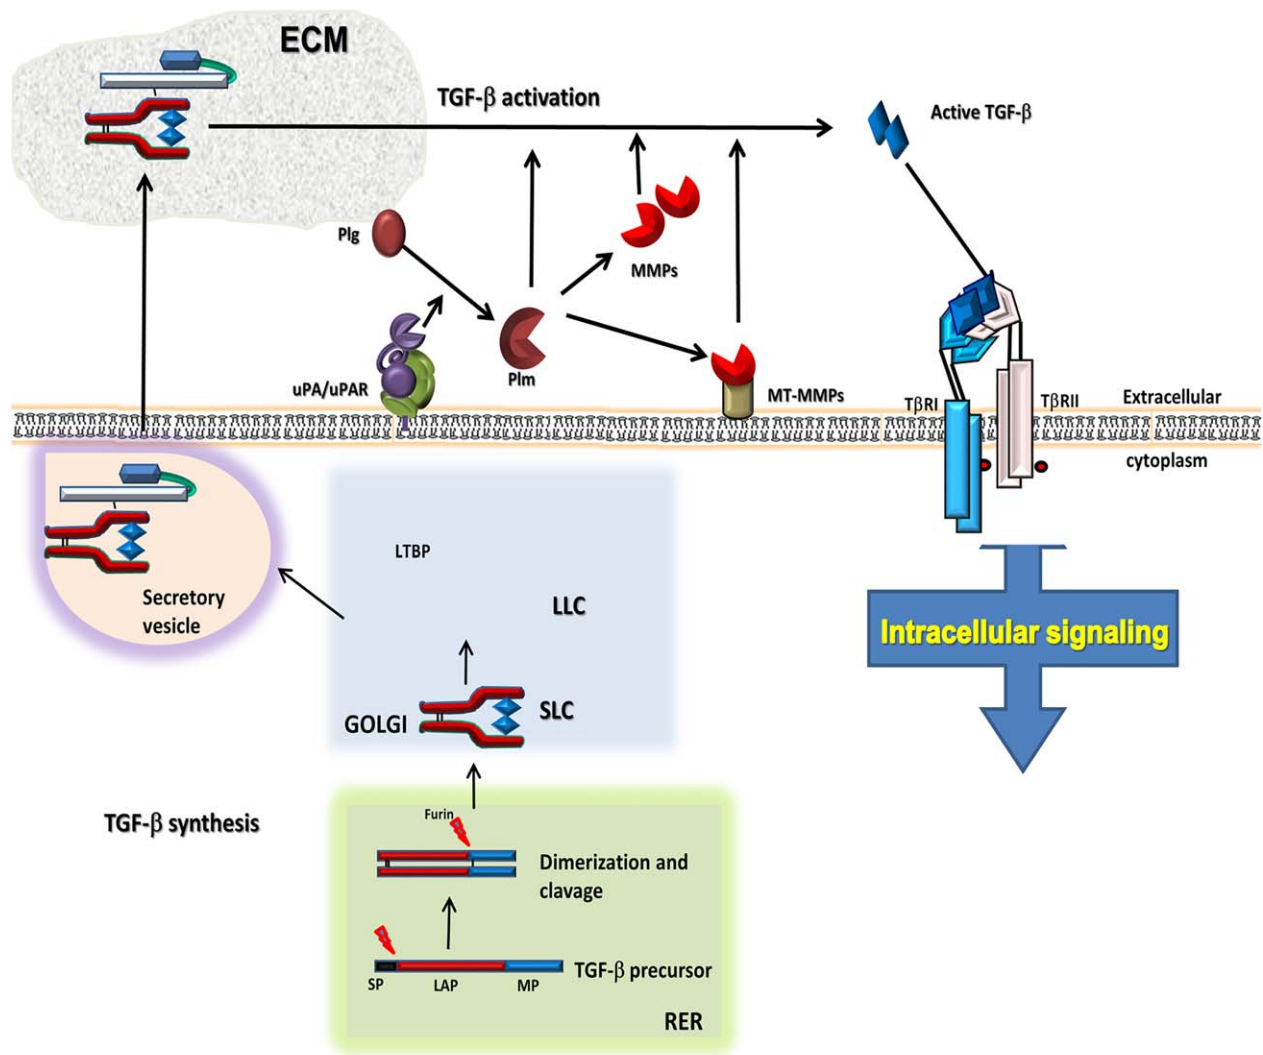 ECM
TGF-β activation
Active TGF-β
Plg
MMPs
Plm
uPA/uPAR
MT-MMPs
TβRI
TβRII
Extracellular
cytoplasm
LTBP
LLC
Secretory
vesicle
Intracellular signaling
GOLGI
SLC
TGF-β synthesis
Furin
Dimerization and
clavage
TGF-β precursor
SP
LAP
MP
RER